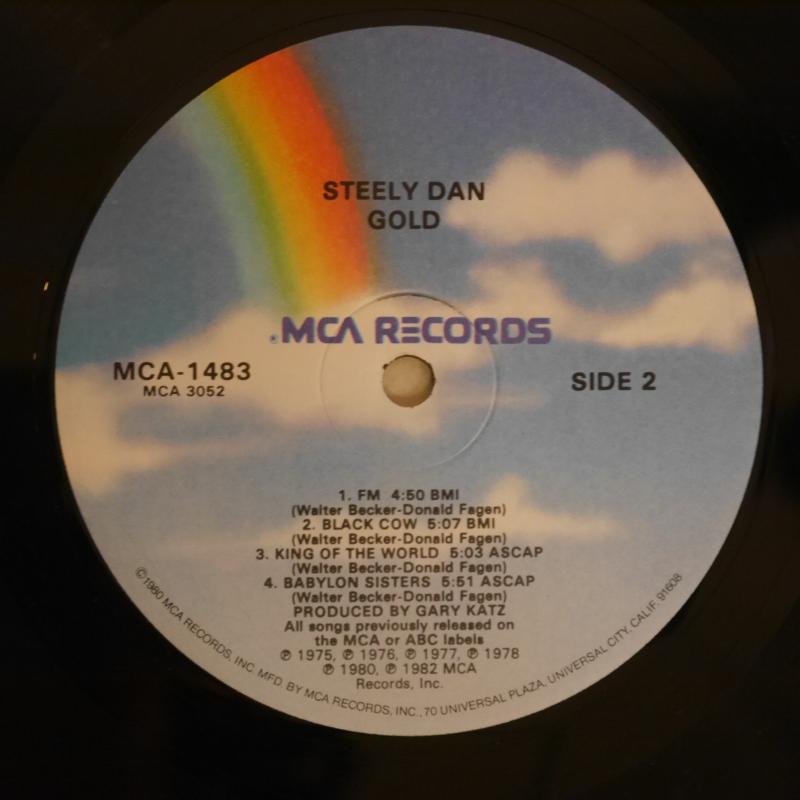 STEELY DAN
GOLD
® MCA RECORDS
MCA-1483
MCA 3052
SIDE 2
1. FM 4:50 BMI
(Walter Becker-Donald Fagen)
2. BLACK COW 5:07 BMI
(Walter Becker-Donald Fagen)
3. KING OF THE WORLD 5:03 ASCAP
(Walter Becker-Donald Fagen)
4. BABYLON SISTERS 5:51 ASCAP
(Walter Becker-Donald Fagen)
PRODUCED BY GARY KATZ
All songs previously released on
the MCA or ABC labels
℗ 1975, ℗ 1976, ℗ 1977, ℗ 1978
℗ 1980, ℗ 1982 MCA
Records, Inc.
©1980 MCA RECORDS, INC. MFD. BY MCA RECORDS, INC., 70 UNIVERSAL PLAZA, UNIVERSAL CITY, CALIF. 91608